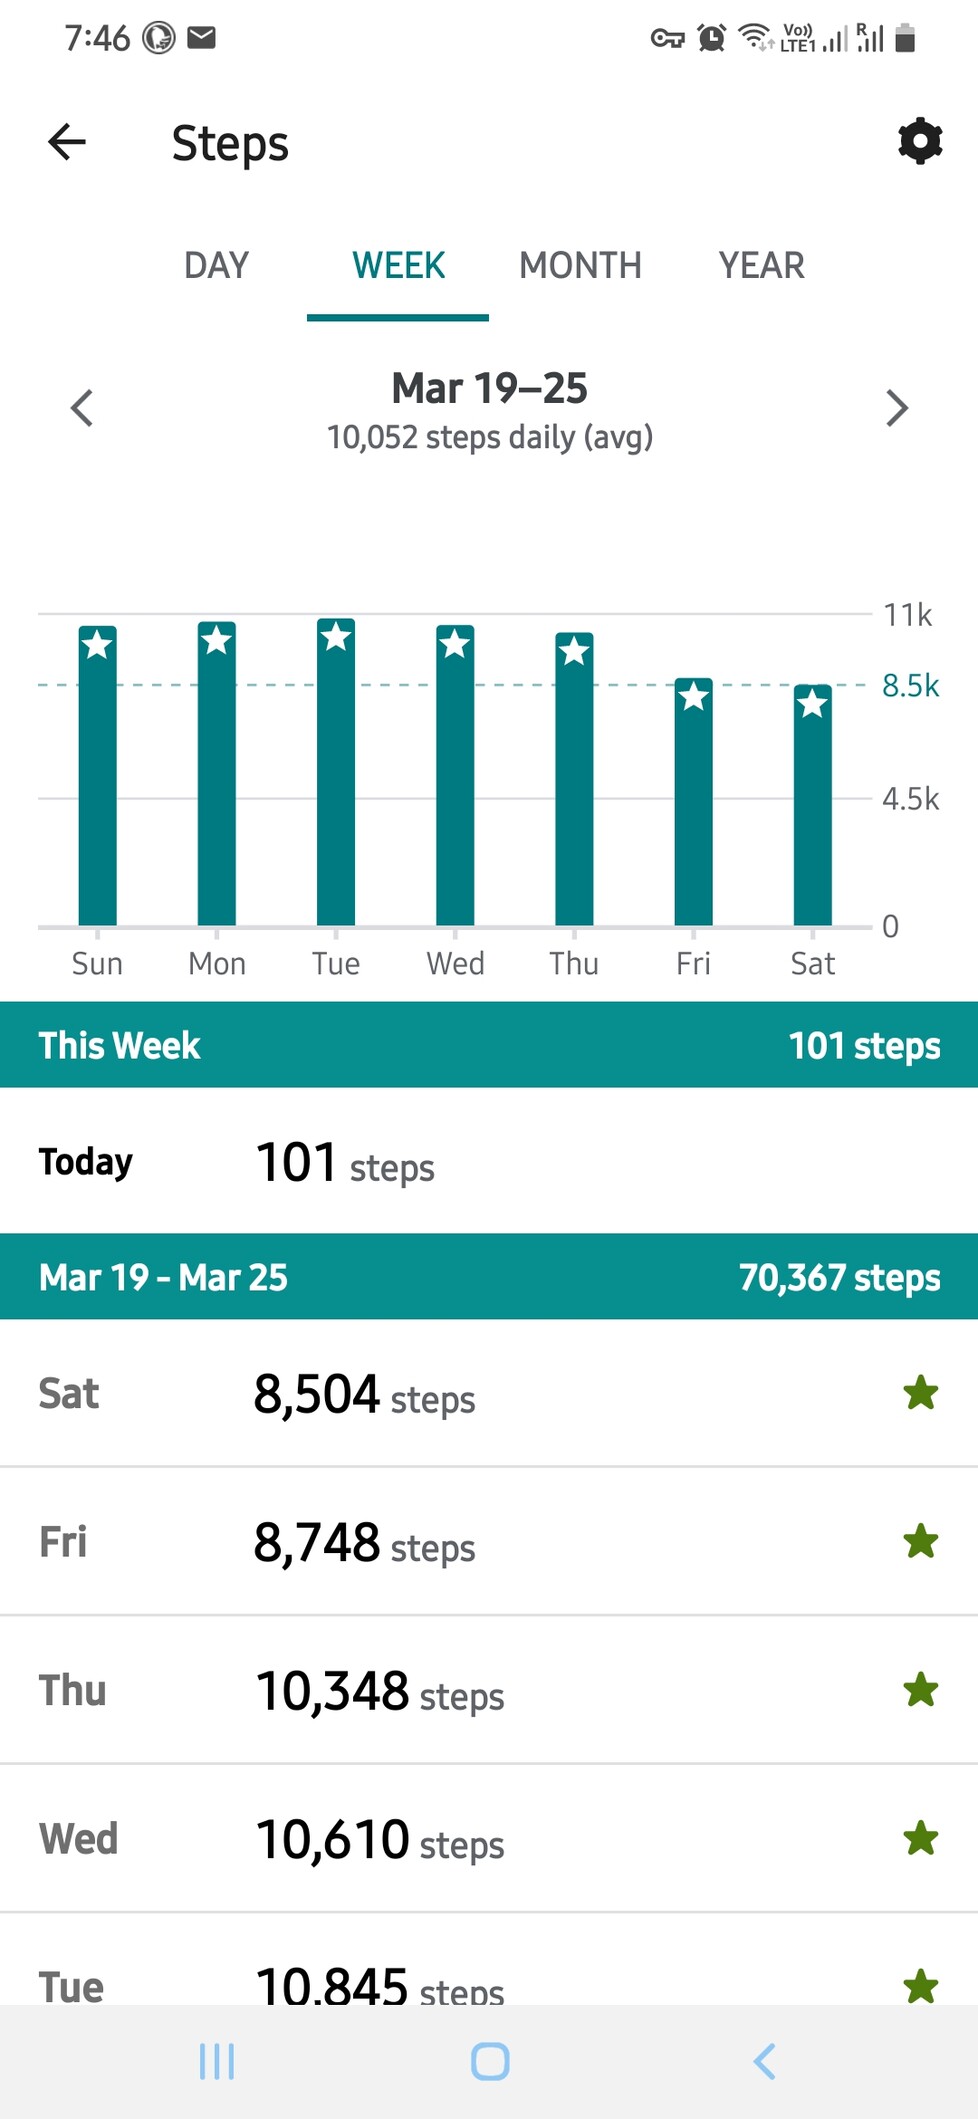 7:46 Vo)) LTE1 R
Steps
DAY WEEK MONTH YEAR
Mar 19–25
10,052 steps daily (avg)
11k
8.5k
4.5k
0
Sun Mon Tue Wed Thu Fri Sat
This Week 101 steps
Today 101 steps
Mar 19 - Mar 25 70,367 steps
Sat 8,504 steps
Fri 8,748 steps
Thu 10,348 steps
Wed 10,610 steps
Tue 10,845 steps